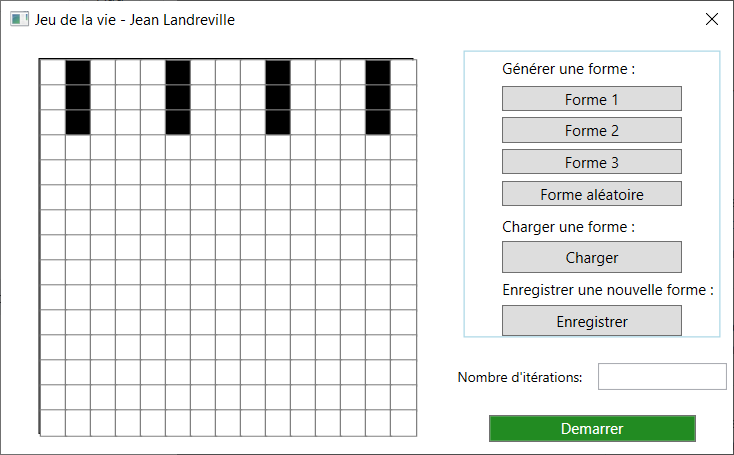 Jeu de la vie - Jean Landreville
Générer une forme :
Forme 1
Forme 2
Forme 3
Forme aléatoire
Charger une forme :
Charger
Enregistrer une nouvelle forme :
Enregistrer
Nombre d'itérations:
Demarrer